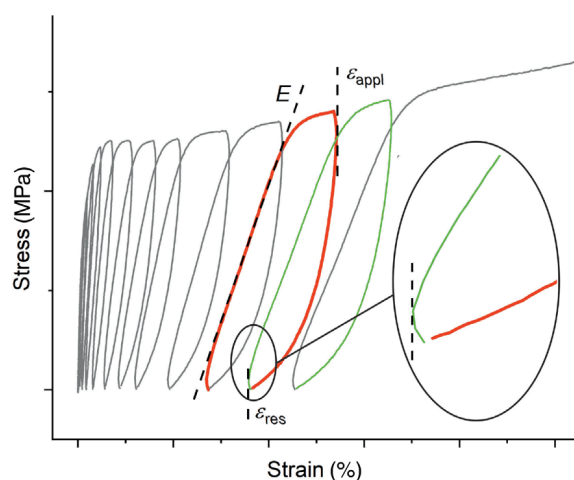 E
ε_appl
Stress (MPa)
ε_res
Strain (%)